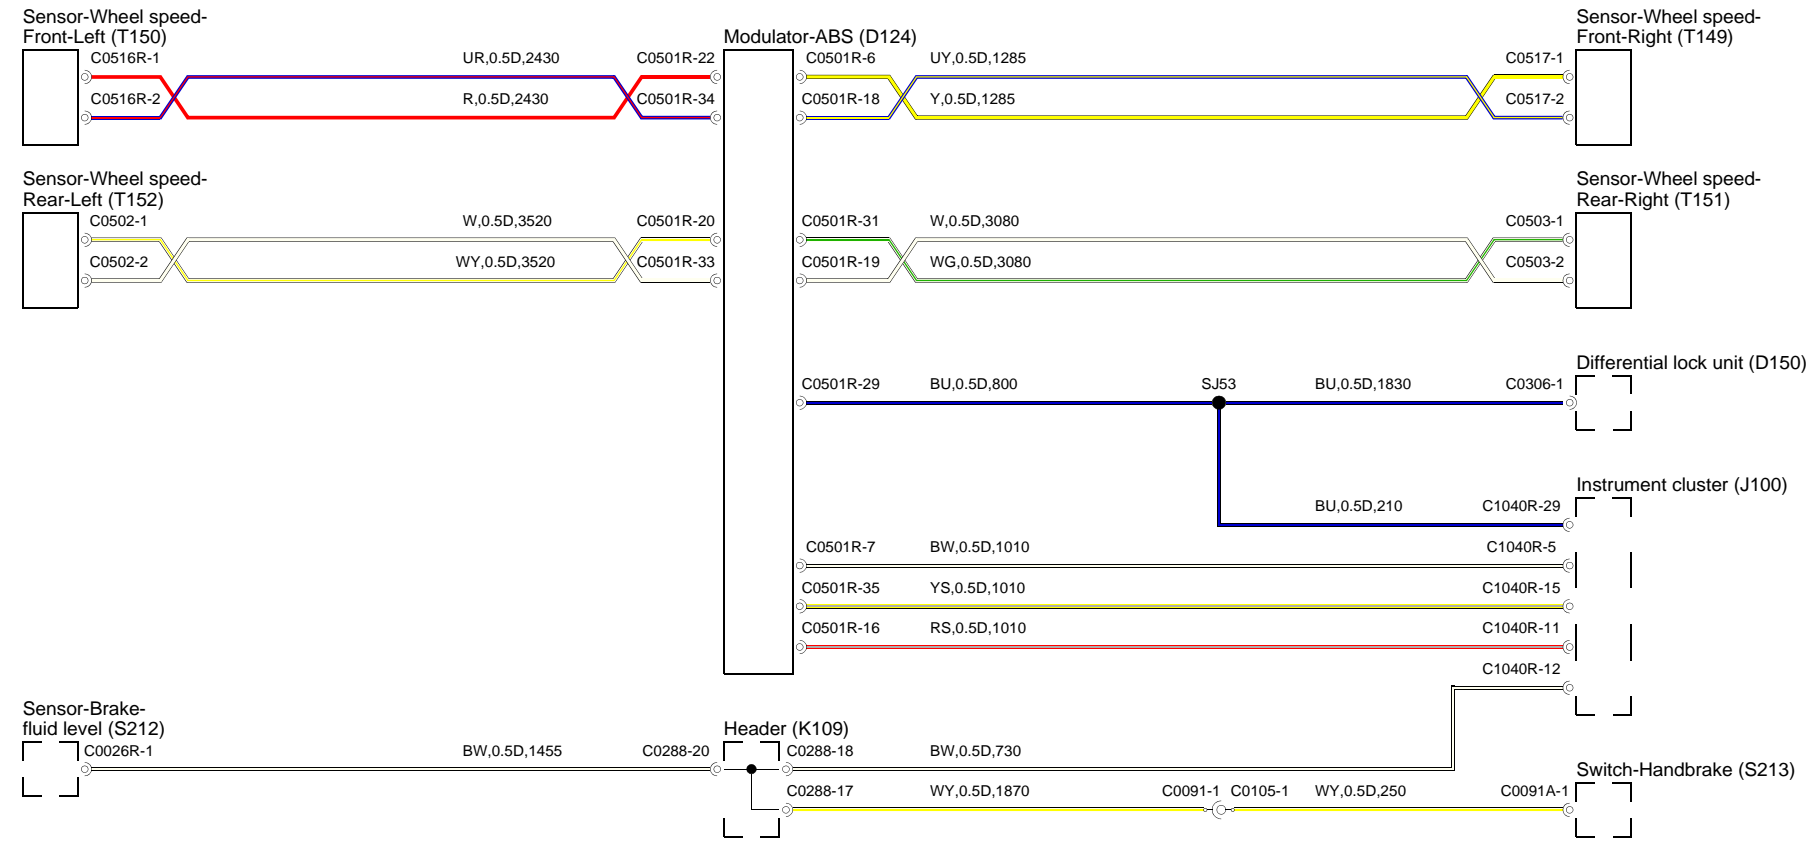 Sensor-Wheel speed-
Front-Left (T150)
C0516R-1
UR,0.5D,2430
C0501R-22
C0516R-2
R,0.5D,2430
C0501R-34
Modulator-ABS (D124)
C0501R-6
UY,0.5D,1285
C0517-1
C0501R-18
Y,0.5D,1285
C0517-2
Sensor-Wheel speed-
Front-Right (T149)
Sensor-Wheel speed-
Rear-Left (T152)
C0502-1
W,0.5D,3520
C0501R-20
C0502-2
WY,0.5D,3520
C0501R-33
C0501R-31
W,0.5D,3080
C0503-1
C0501R-19
WG,0.5D,3080
C0503-2
Sensor-Wheel speed-
Rear-Right (T151)
C0501R-29
BU,0.5D,800
SJ53
BU,0.5D,1830
C0306-1
Differential lock unit (D150)
Instrument cluster (J100)
BU,0.5D,210
C1040R-29
C0501R-7
BW,0.5D,1010
C1040R-5
C0501R-35
YS,0.5D,1010
C1040R-15
C0501R-16
RS,0.5D,1010
C1040R-11
C1040R-12
Sensor-Brake-
fluid level (S212)
C0026R-1
BW,0.5D,1455
C0288-20
Header (K109)
C0288-18
BW,0.5D,730
C0288-17
WY,0.5D,1870
C0091-1
C0105-1
WY,0.5D,250
C0091A-1
Switch-Handbrake (S213)